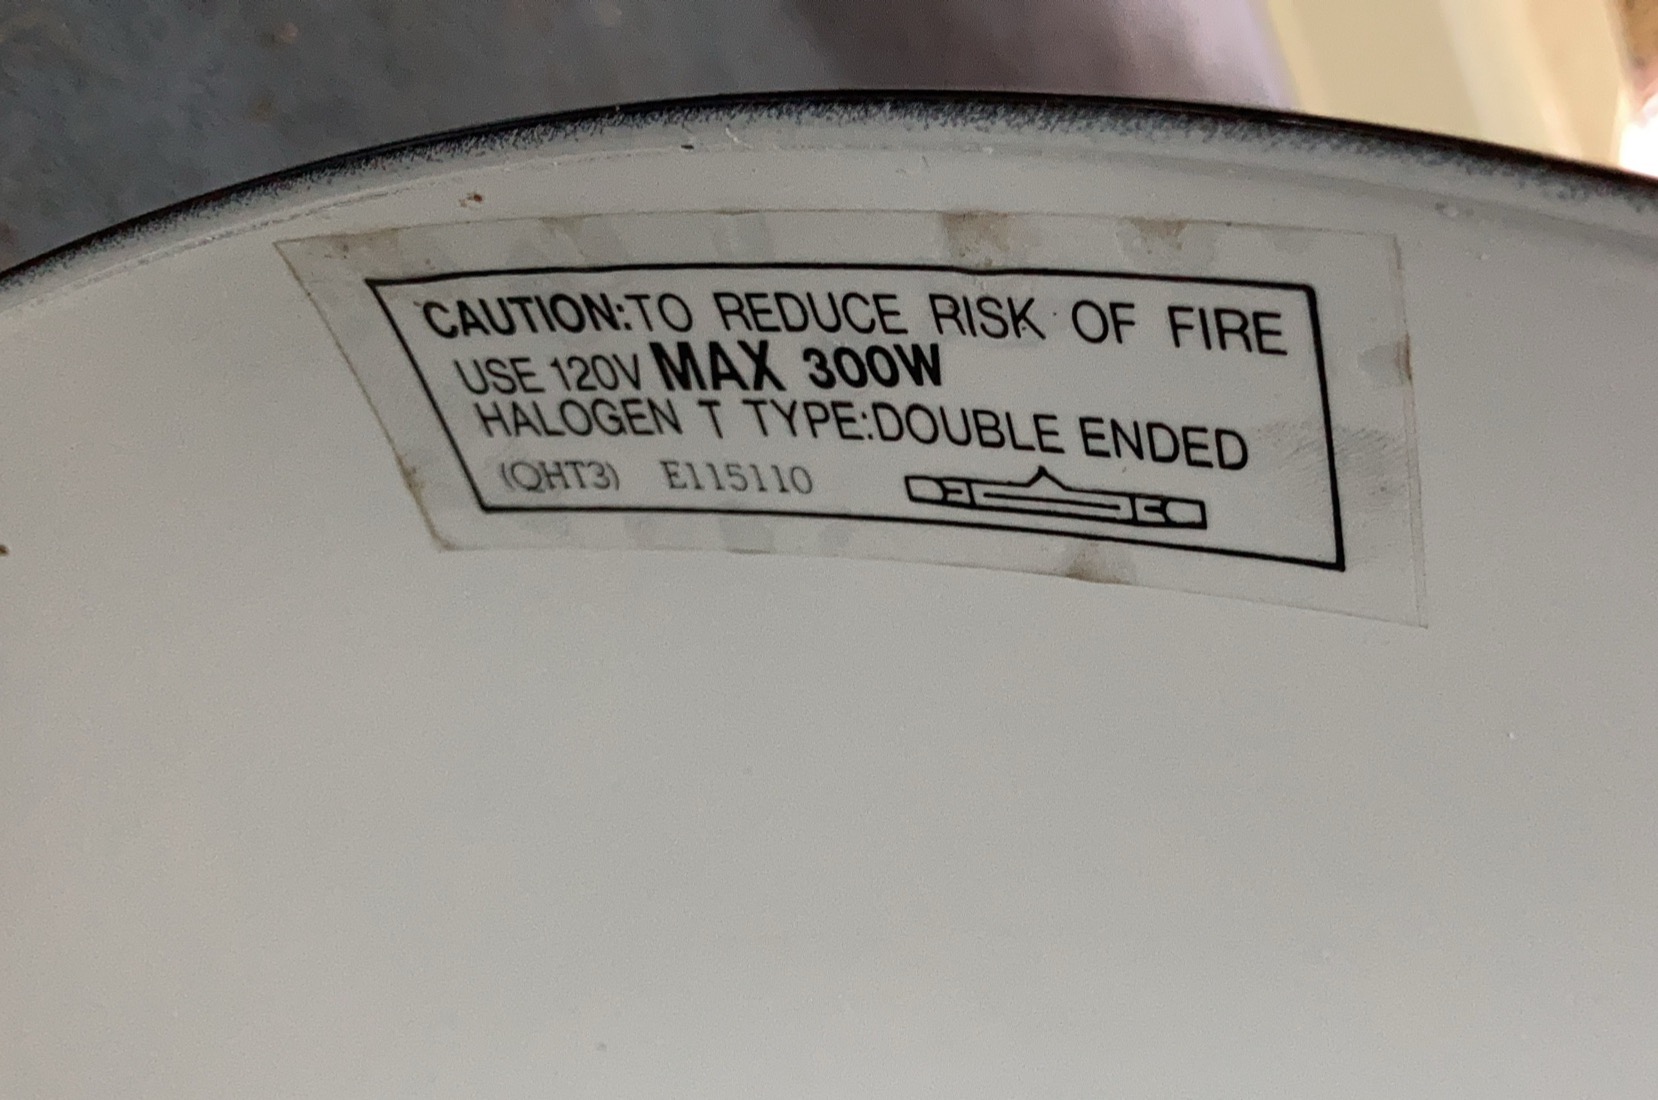 CAUTION:TO REDUCE RISK OF FIRE
USE 120V MAX 300W
HALOGEN T TYPE:DOUBLE ENDED
(QHT3) E115110